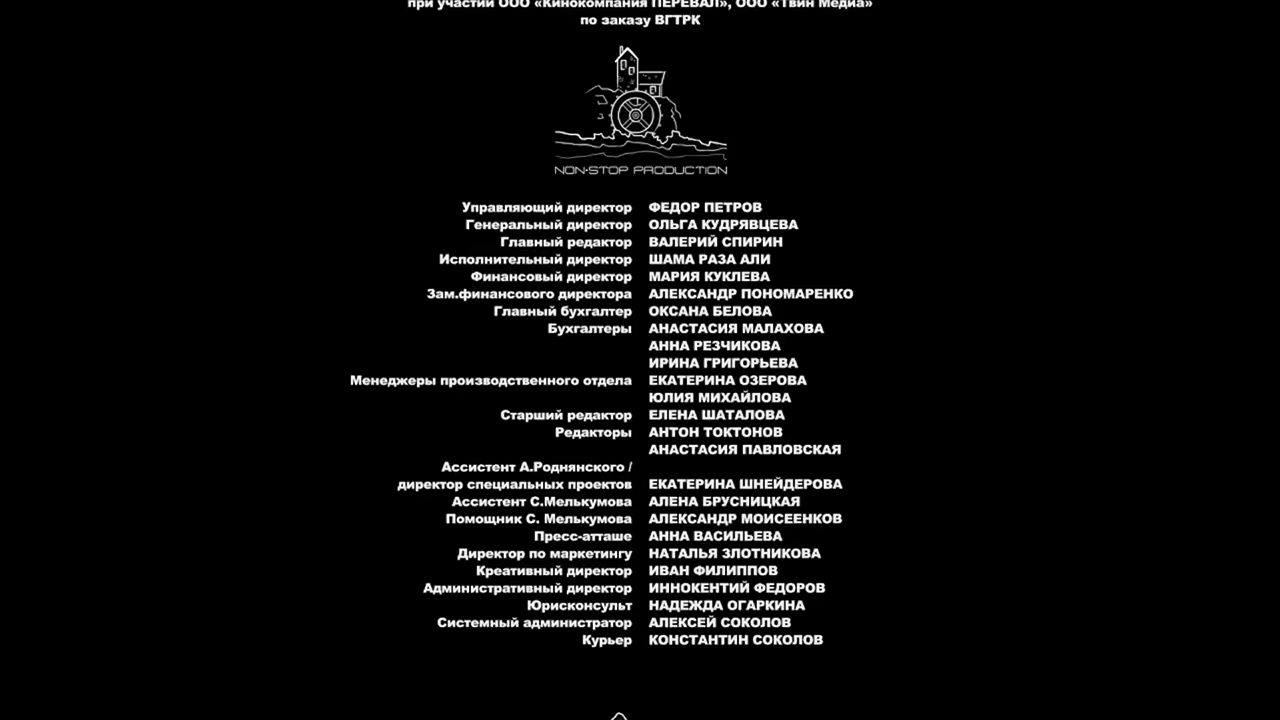 при участии ООО «Кинокомпания ПЕРЕВАЛ», ООО «Твин Медиа»
по заказу ВГТРК
NON-STOP PRODUCTION
Управляющий директор ФЕДОР ПЕТРОВ
Генеральный директор ОЛЬГА КУДРЯВЦЕВА
Главный редактор ВАЛЕРИЙ СПИРИН
Исполнительный директор ШАМА РАЗА АЛИ
Финансовый директор МАРИЯ КУКЛЕВА
Зам.финансового директора АЛЕКСАНДР ПОНОМАРЕНКО
Главный бухгалтер ОКСАНА БЕЛОВА
Бухгалтеры АНАСТАСИЯ МАЛАХОВА
АННА РЕЗЧИКОВА
ИРИНА ГРИГОРЬЕВА
Менеджеры производственного отдела ЕКАТЕРИНА ОЗЕРОВА
ЮЛИЯ МИХАЙЛОВА
Старший редактор ЕЛЕНА ШАТАЛОВА
Редакторы АНТОН ТОКТОНОВ
АНАСТАСИЯ ПАВЛОВСКАЯ
Ассистент А.Роднянского /
директор специальных проектов ЕКАТЕРИНА ШНЕЙДЕРОВА
Ассистент С.Мелькумова АЛЕНА БРУСНИЦКАЯ
Помощник С. Мелькумова АЛЕКСАНДР МОИСЕЕНКОВ
Пресс-атташе АННА ВАСИЛЬЕВА
Директор по маркетингу НАТАЛЬЯ ЗЛОТНИКОВА
Креативный директор ИВАН ФИЛИППОВ
Административный директор ИННОКЕНТИЙ ФЕДОРОВ
Юрисконсульт НАДЕЖДА ОГАРКИНА
Системный администратор АЛЕКСЕЙ СОКОЛОВ
Курьер КОНСТАНТИН СОКОЛОВ